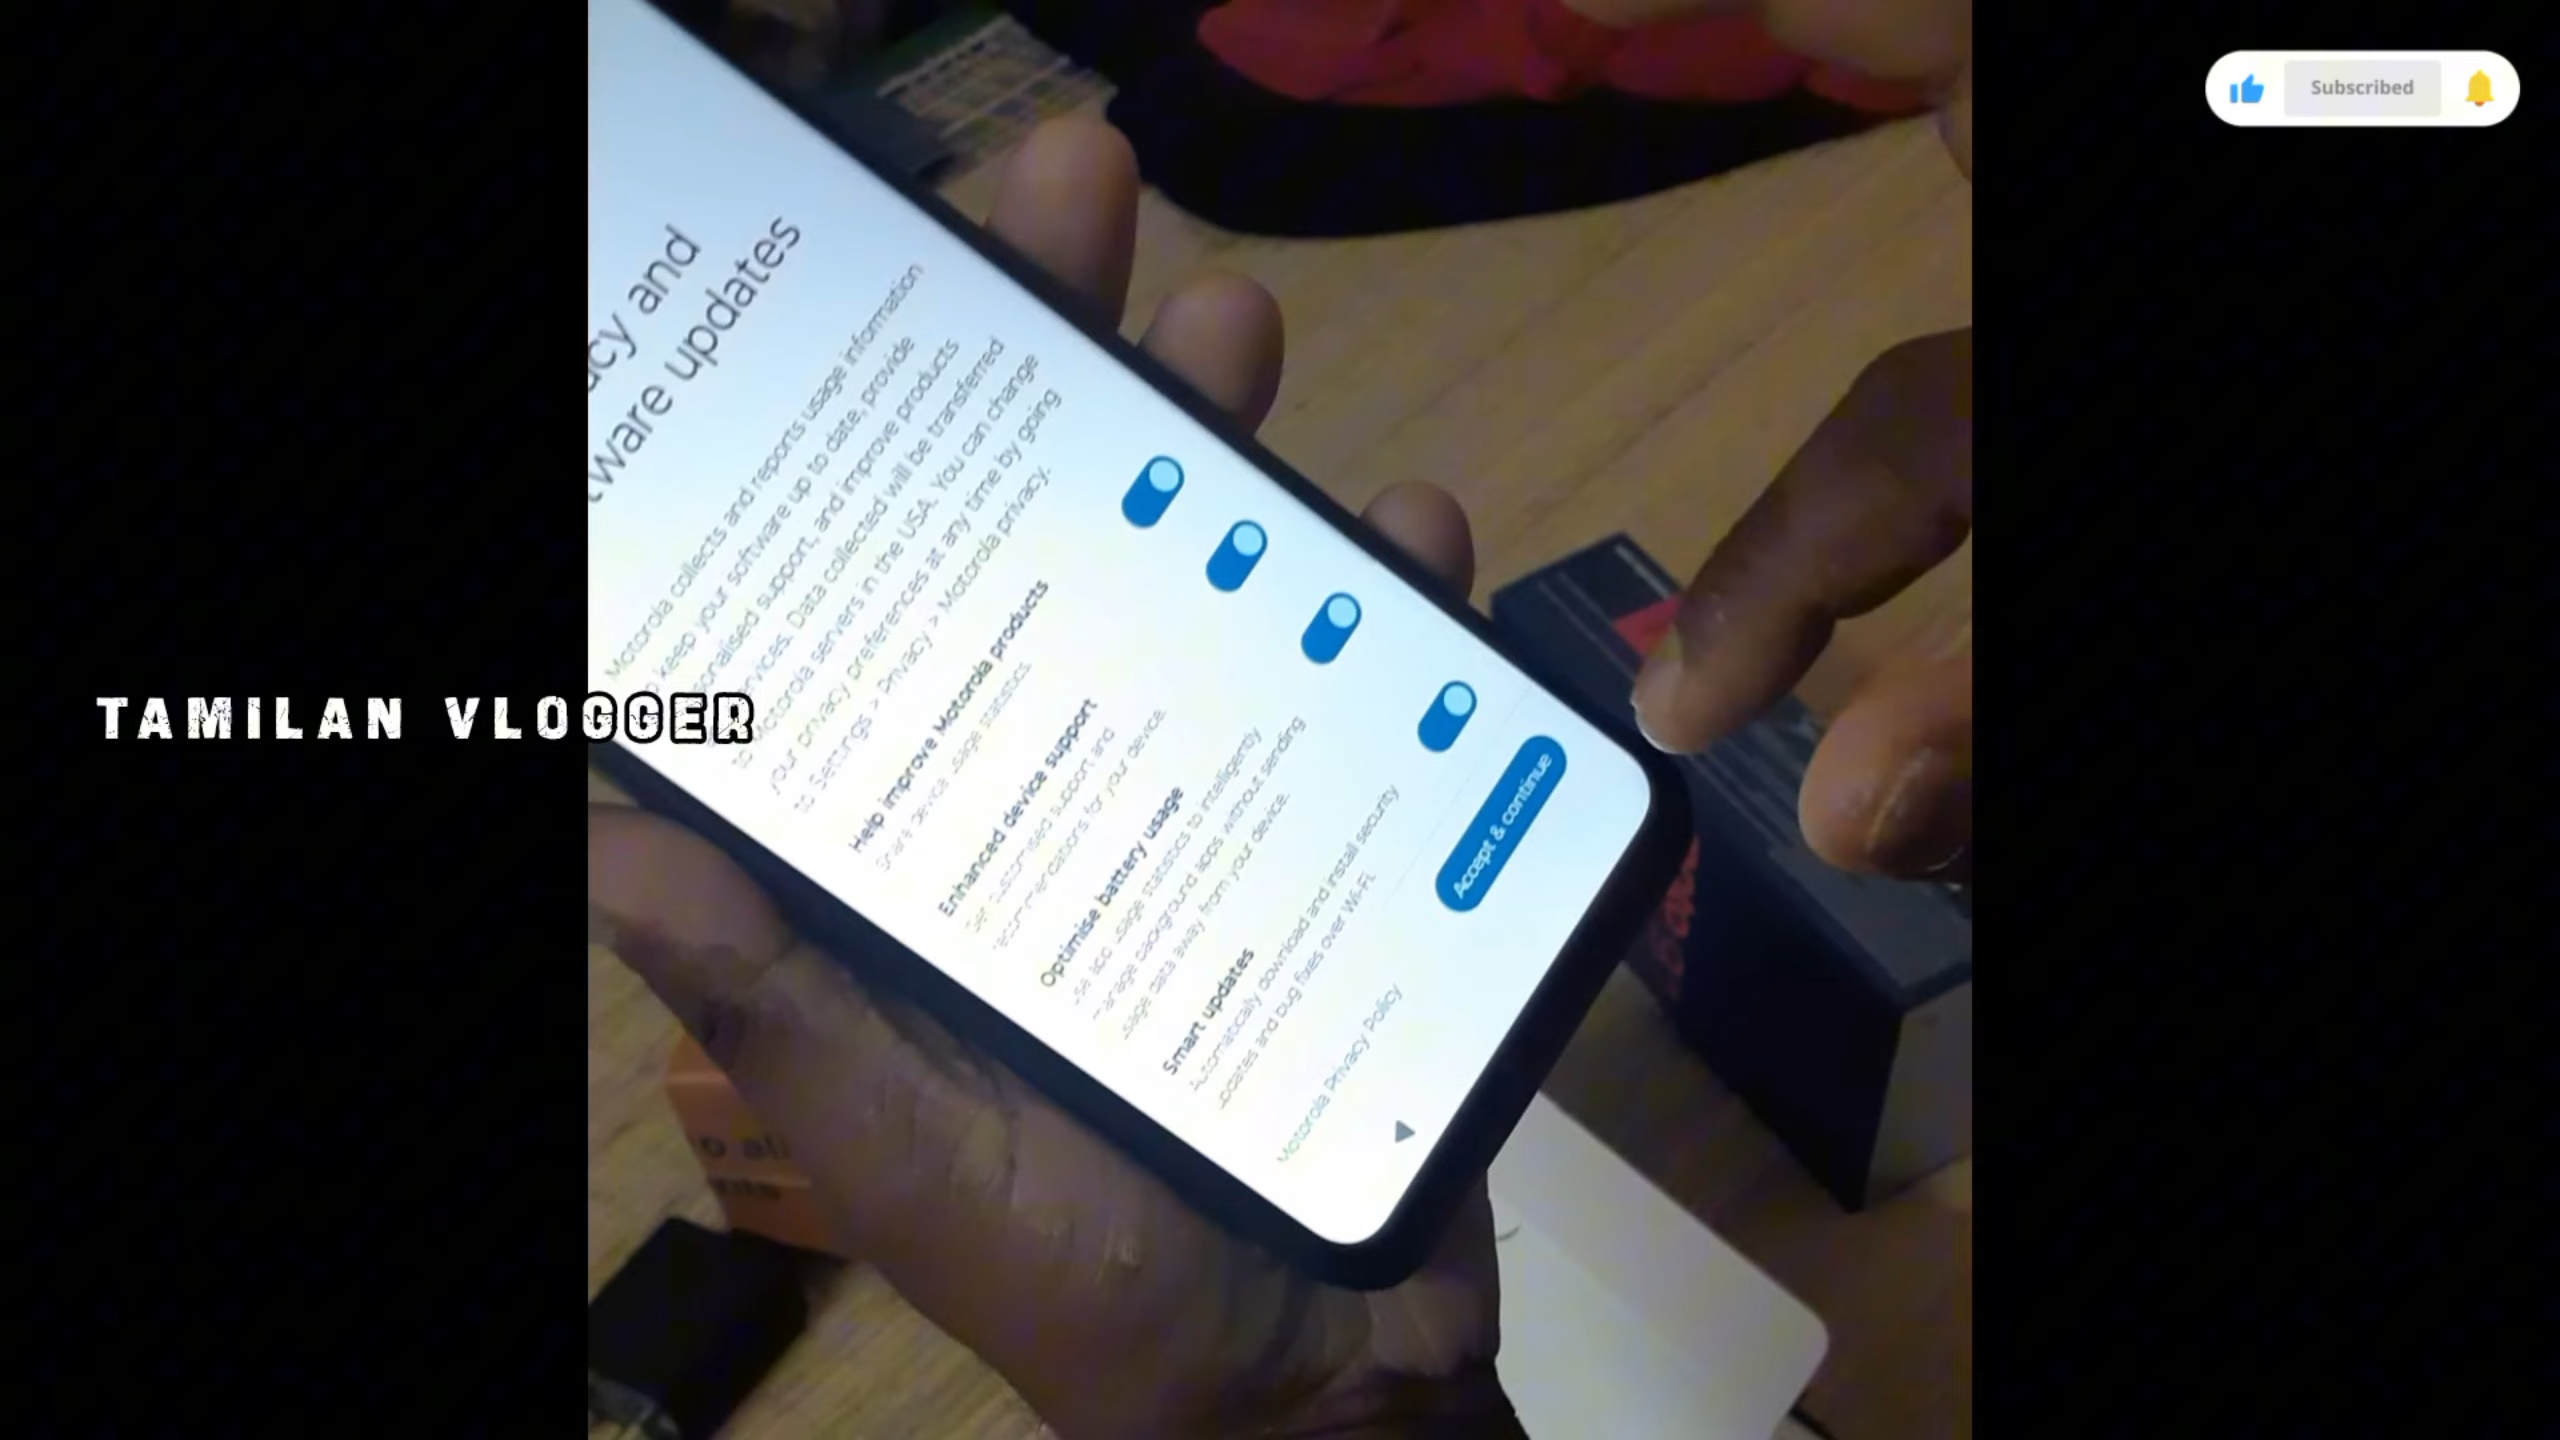 Subscribed
TAMILAN VLOGGER
cy and
tware updates
Motorola collects and reports usage information
keep your software up to date, provide
sonalised support, and improve products
services. Data collected will be transferred
to Motorola servers in the USA. You can change
your privacy preferences at any time by going
to Settings > Privacy > Motorola privacy.
Help improve Motorola products
Share device usage statistics.
Enhanced device support
Get customised support and
recommendations for your device.
Optimise battery usage
Use app usage statistics to intelligently
manage background apps without sending
usage data away from your device.
Smart updates
Automatically download and install security
updates and bug fixes over Wi-Fi.
Motorola Privacy Policy
Accept & continue